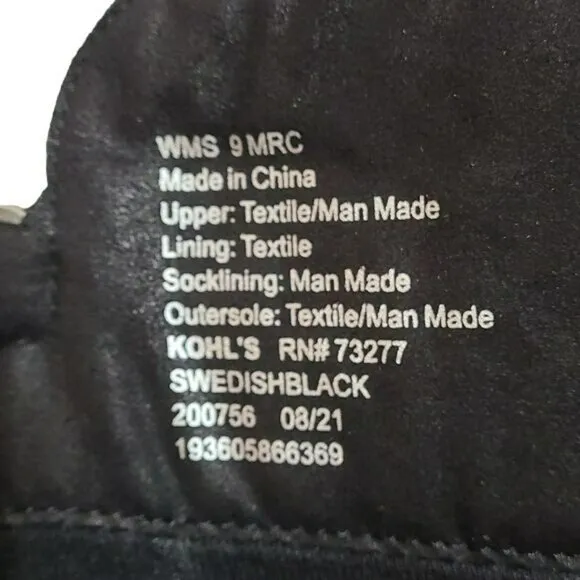 WMS 9 MRC
Made in China
Upper: Textile/Man Made
Lining: Textile
Socklining: Man Made
Outersole: Textile/Man Made
KOHL'S RN# 73277
SWEDISHBLACK
200756 08/21
193605866369